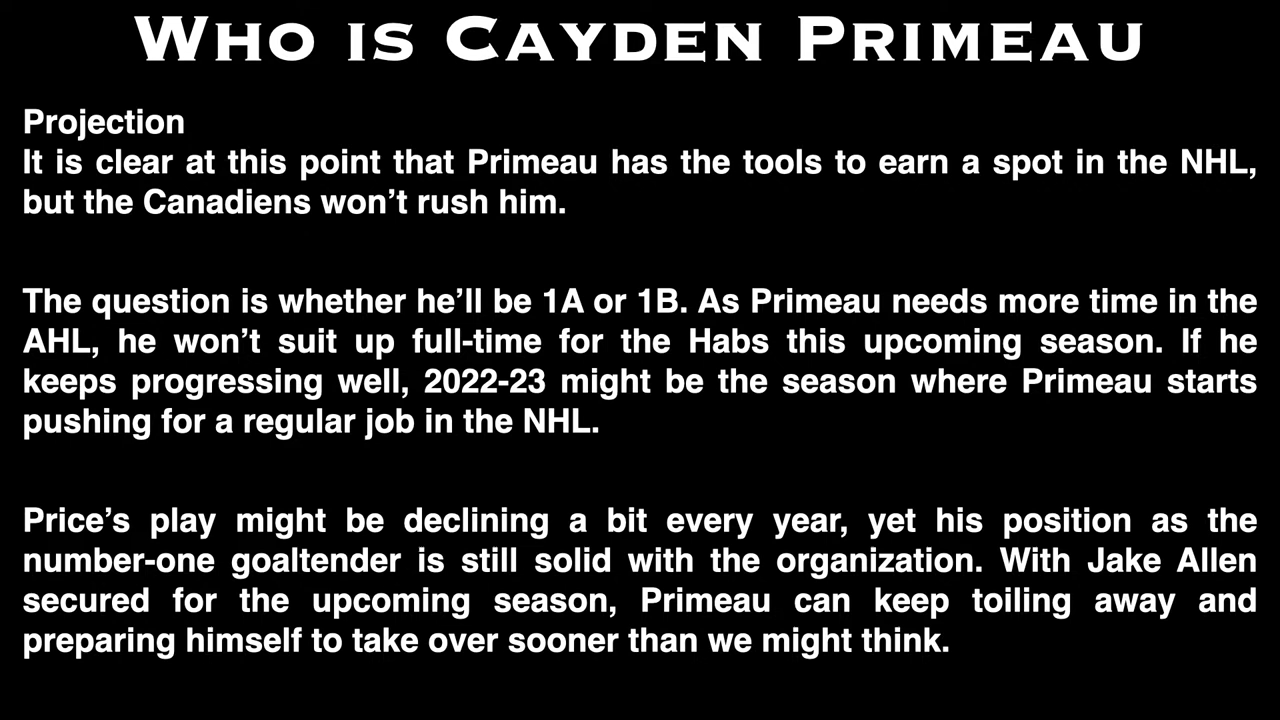 WHO IS CAYDEN PRIMEAU
Projection
It is clear at this point that Primeau has the tools to earn a spot in the NHL,
but the Canadiens won’t rush him.
The question is whether he’ll be 1A or 1B. As Primeau needs more time in the
AHL, he won’t suit up full-time for the Habs this upcoming season. If he
keeps progressing well, 2022-23 might be the season where Primeau starts
pushing for a regular job in the NHL.
Price’s play might be declining a bit every year, yet his position as the
number-one goaltender is still solid with the organization. With Jake Allen
secured for the upcoming season, Primeau can keep toiling away and
preparing himself to take over sooner than we might think.